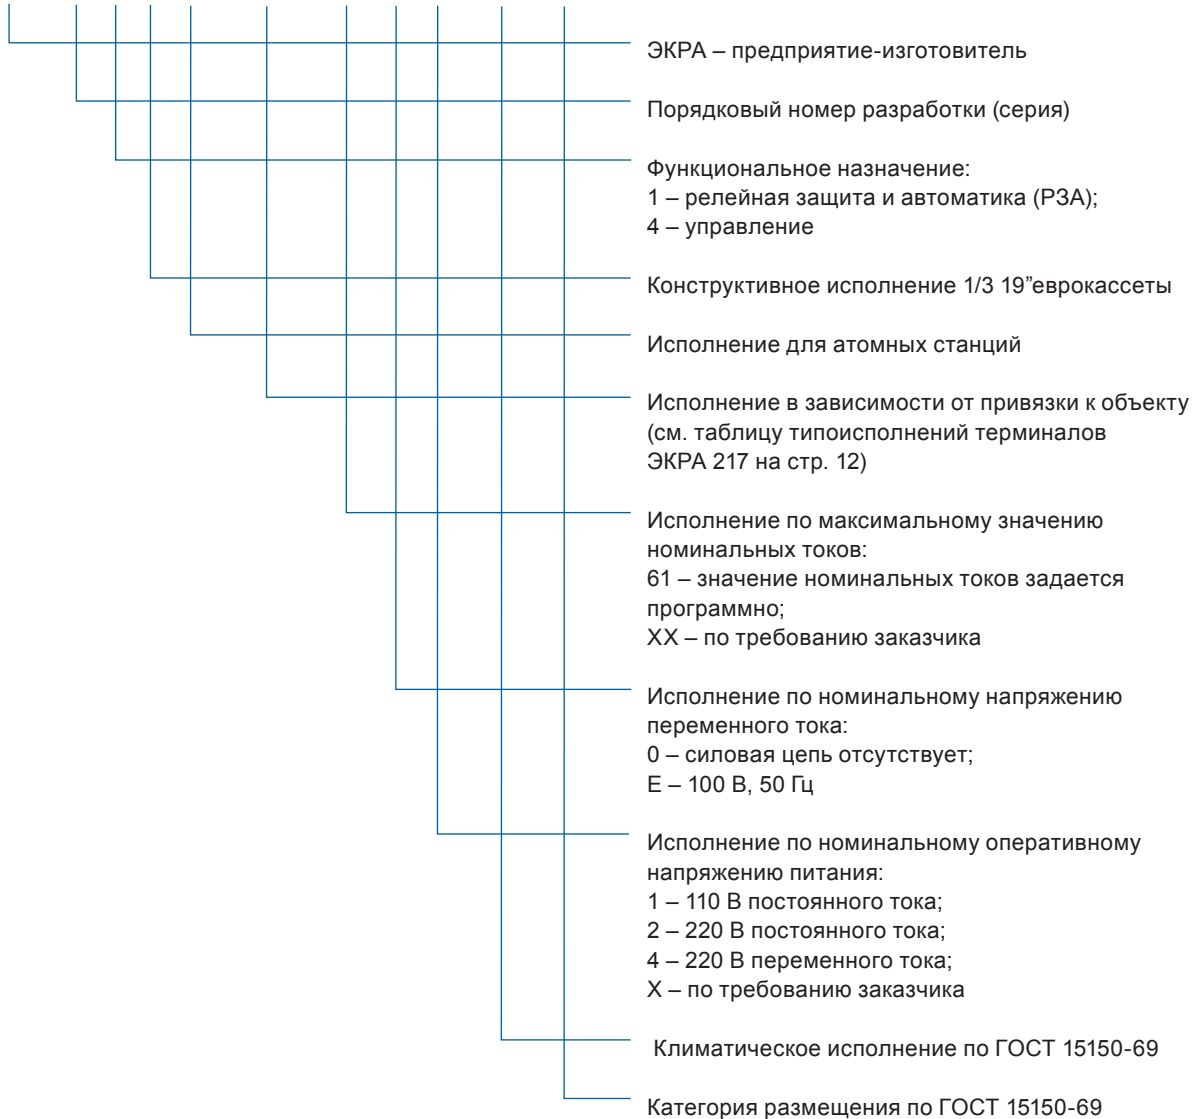 ЭКРА – предприятие-изготовитель
Порядковый номер разработки (серия)
Функциональное назначение:
1 – релейная защита и автоматика (РЗА);
4 – управление
Конструктивное исполнение 1/3 19”еврокассеты
Исполнение для атомных станций
Исполнение в зависимости от привязки к объекту
(см. таблицу типоисполнений терминалов
ЭКРА 217 на стр. 12)
Исполнение по максимальному значению
номинальных токов:
61 – значение номинальных токов задается
программно;
ХХ – по требованию заказчика
Исполнение по номинальному напряжению
переменного тока:
0 – силовая цепь отсутствует;
Е – 100 В, 50 Гц
Исполнение по номинальному оперативному
напряжению питания:
1 – 110 В постоянного тока;
2 – 220 В постоянного тока;
4 – 220 В переменного тока;
Х – по требованию заказчика
Климатическое исполнение по ГОСТ 15150-69
Категория размещения по ГОСТ 15150-69